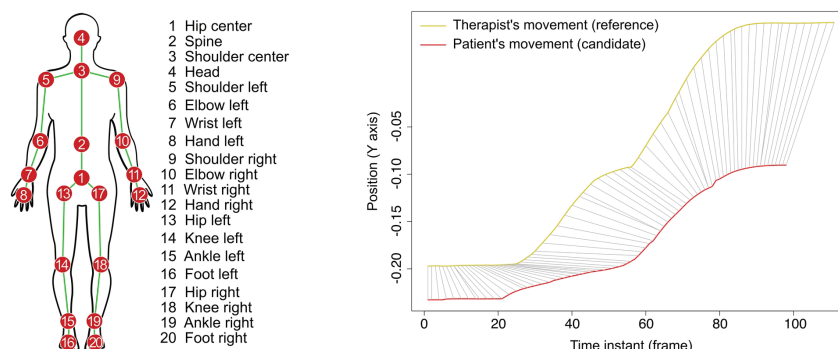 4
3
5
9
2
6
10
1
7
11
8
13
17
12
14
18
15
19
16
20
1 Hip center
2 Spine
3 Shoulder center
4 Head
5 Shoulder left
6 Elbow left
7 Wrist left
8 Hand left
9 Shoulder right
10 Elbow right
11 Wrist right
12 Hand right
13 Hip left
14 Knee left
15 Ankle left
16 Foot left
17 Hip right
18 Knee right
19 Ankle right
20 Foot right
Therapist's movement (reference)
Patient's movement (candidate)
Position (Y axis)
-0.05
-0.10
-0.15
-0.20
0
20
40
60
80
100
Time instant (frame)